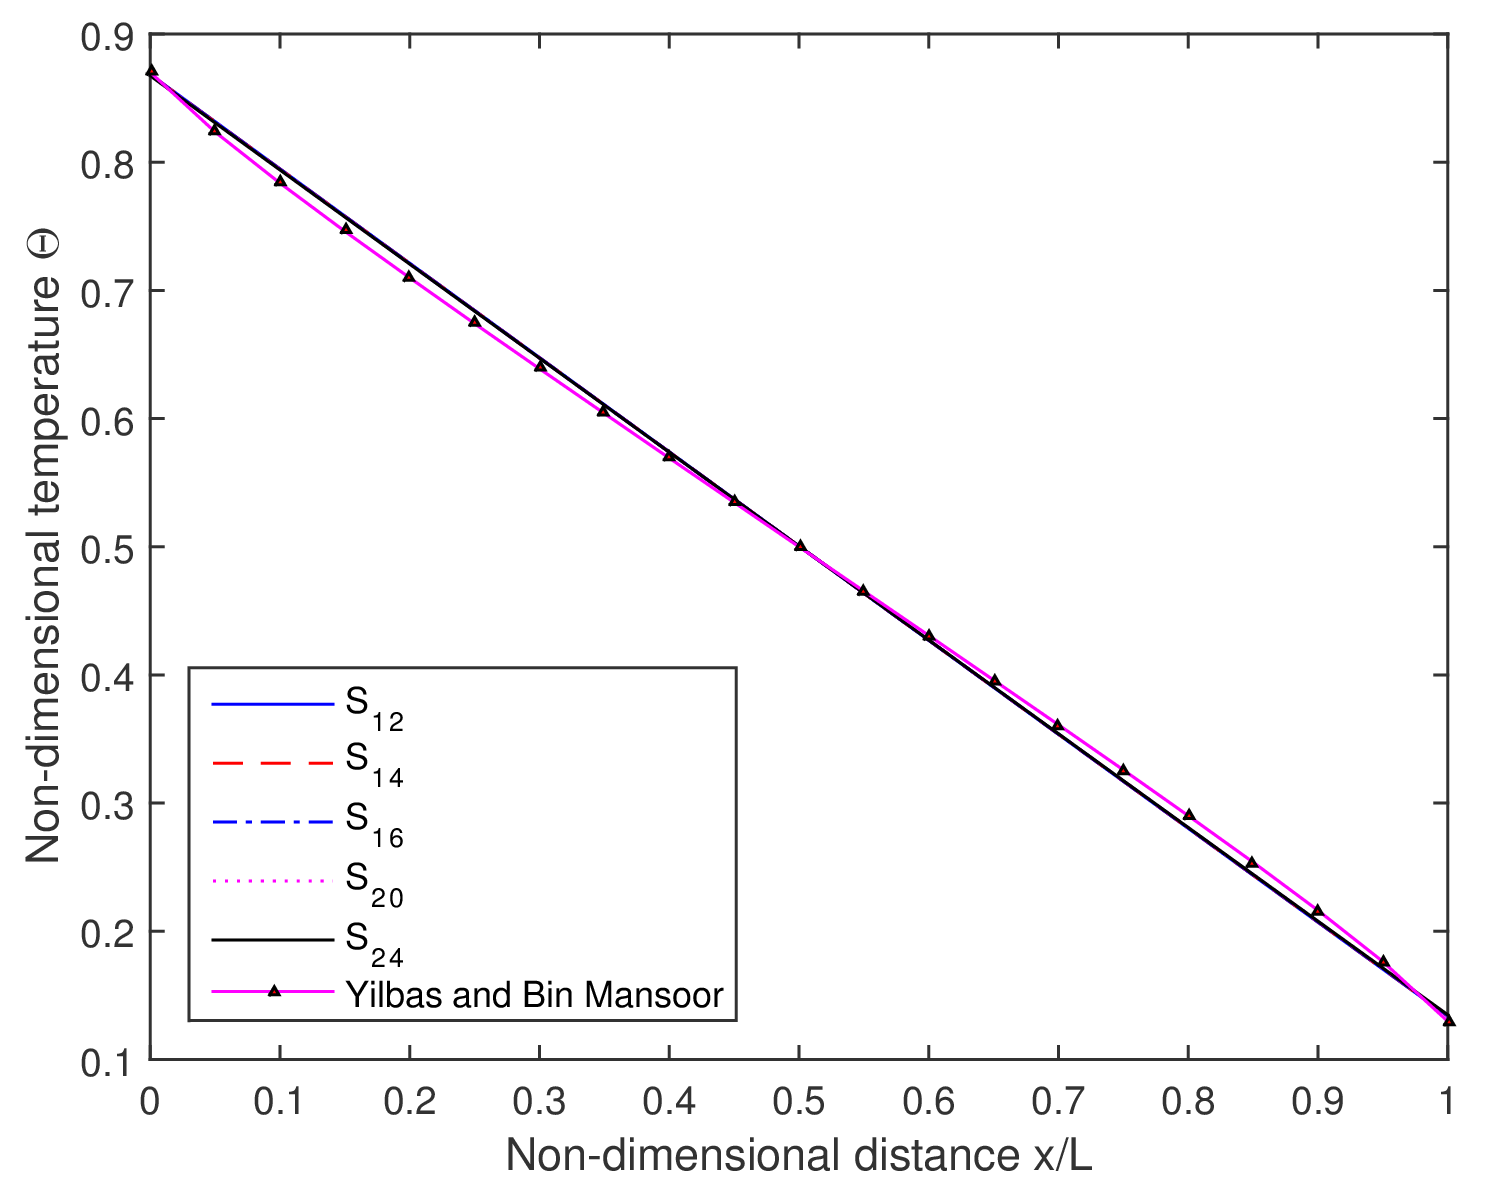 0.9
0.8
0.7
0.6
0.5
0.4
0.3
0.2
0.1
Non-dimensional temperature Θ
S12
S14
S16
S20
S24
Yilbas and Bin Mansoor
0 0.1 0.2 0.3 0.4 0.5 0.6 0.7 0.8 0.9 1
Non-dimensional distance x/L